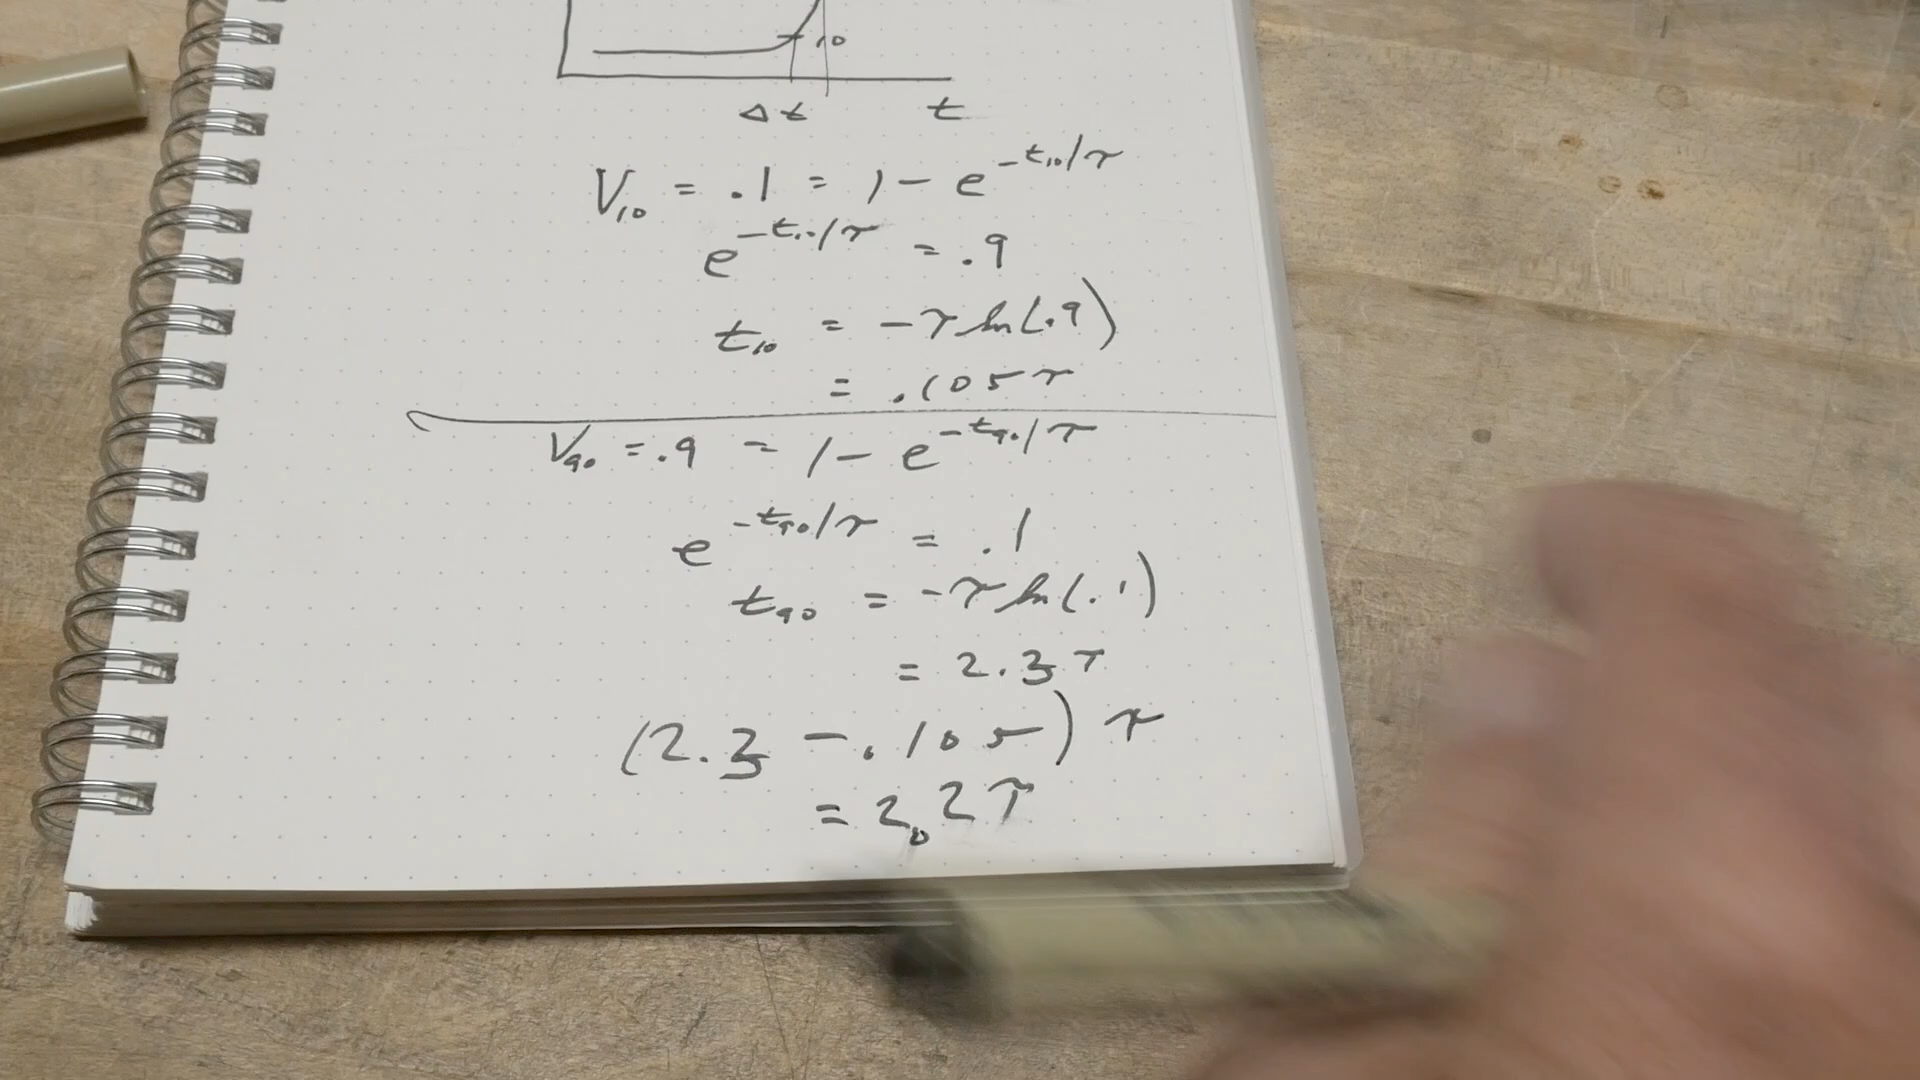 10
Δt t
V₁₀ = .1 = 1 - e^(-t₁₀/τ)
e^(-t₁₀/τ) = .9
t₁₀ = -τ ln(.9)
= .105τ
V₉₀ = .9 = 1 - e^(-t₉₀/τ)
e^(-t₉₀/τ) = .1
t₉₀ = -τ ln(.1)
= 2.3τ
(2.3 - .105)τ
= 2.2τ